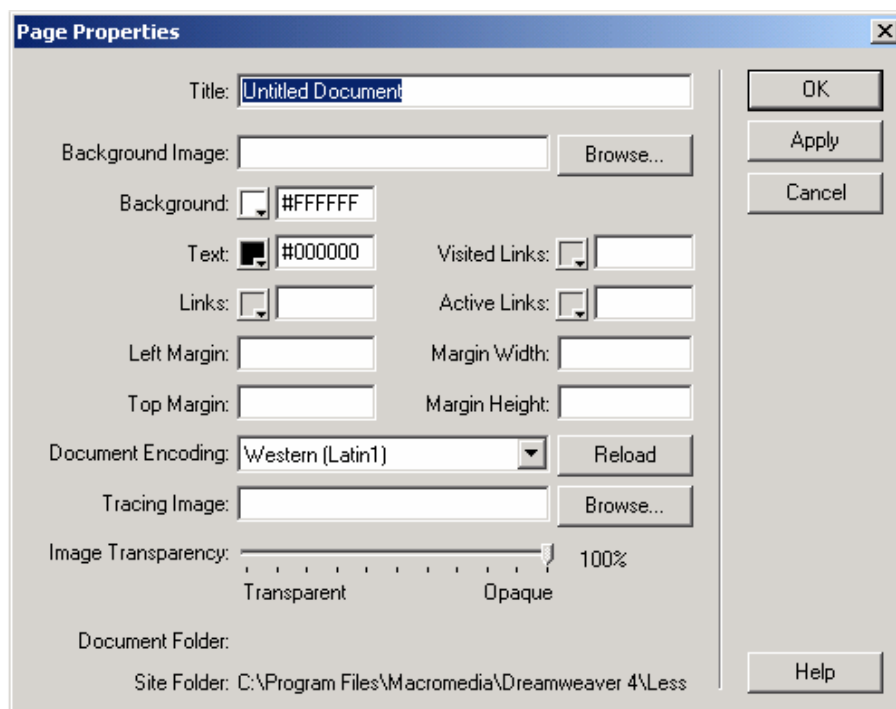 Page Properties
Title: Untitled Document
OK
Background Image: Browse...
Apply
Background: #FFFFFF
Cancel
Text: #000000 Visited Links:
Links: Active Links:
Left Margin: Margin Width:
Top Margin: Margin Height:
Document Encoding: Western (Latin1) Reload
Tracing Image: Browse...
Image Transparency: 100%
Transparent Opaque
Document Folder:
Site Folder: C:\Program Files\Macromedia\Dreamweaver 4\Less
Help